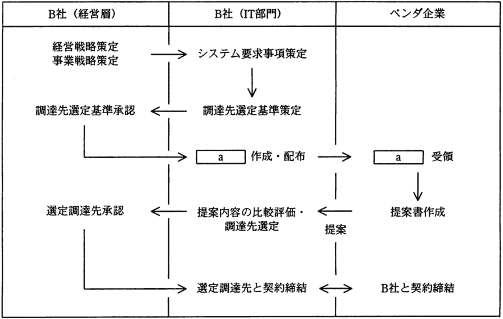 B社（経営層）
B社（IT部門）
ベンダ企業
経営戦略策定
事業戦略策定
システム要求事項策定
調達先選定基準承認
調達先選定基準策定
a 作成・配布
a 受領
選定調達先承認
提案内容の比較評価・
調達先選定
提案
提案書作成
選定調達先と契約締結
B社と契約締結